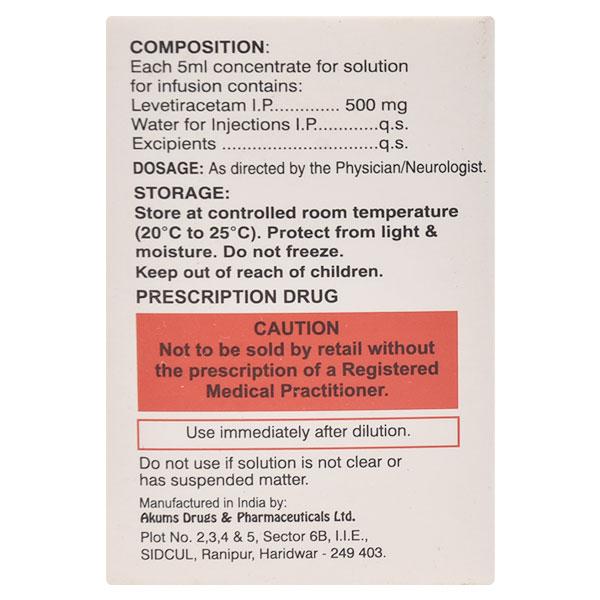 COMPOSITION:
Each 5ml concentrate for solution
for infusion contains:
Levetiracetam I.P.............. 500 mg
Water for Injections I.P............q.s.
Excipients ..............................q.s.
DOSAGE: As directed by the Physician/Neurologist.
STORAGE:
Store at controlled room temperature
(20°C to 25°C). Protect from light &
moisture. Do not freeze.
Keep out of reach of children.
PRESCRIPTION DRUG
CAUTION
Not to be sold by retail without
the prescription of a Registered
Medical Practitioner.
Use immediately after dilution.
Do not use if solution is not clear or
has suspended matter.
Manufactured in India by:
Akums Drugs & Pharmaceuticals Ltd.
Plot No. 2,3,4 & 5, Sector 6B, I.I.E.,
SIDCUL, Ranipur, Haridwar - 249 403.